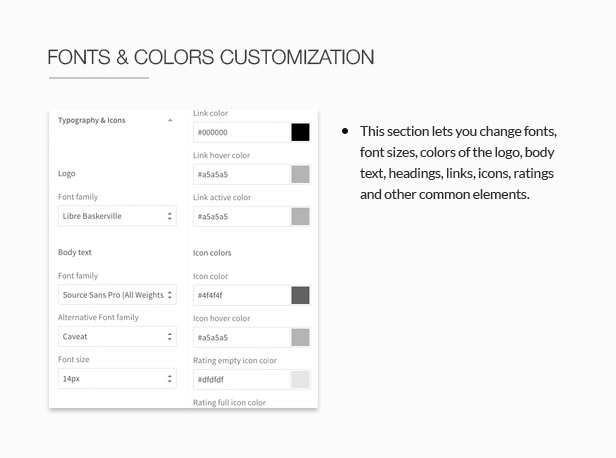 FONTS & COLORS CUSTOMIZATION
Typography & Icons
Logo
Font family
Libre Baskerville
Body text
Font family
Source Sans Pro (All Weights
Alternative Font family
Caveat
Font size
14px
Link color
#000000
Link hover color
#a5a5a5
Link active color
#a5a5a5
Icon colors
Icon color
#4f4f4f
Icon hover color
#a5a5a5
Rating empty icon color
#dfdfdf
Rating full icon color
• This section lets you change fonts,
font sizes, colors of the logo, body
text, headings, links, icons, ratings
and other common elements.